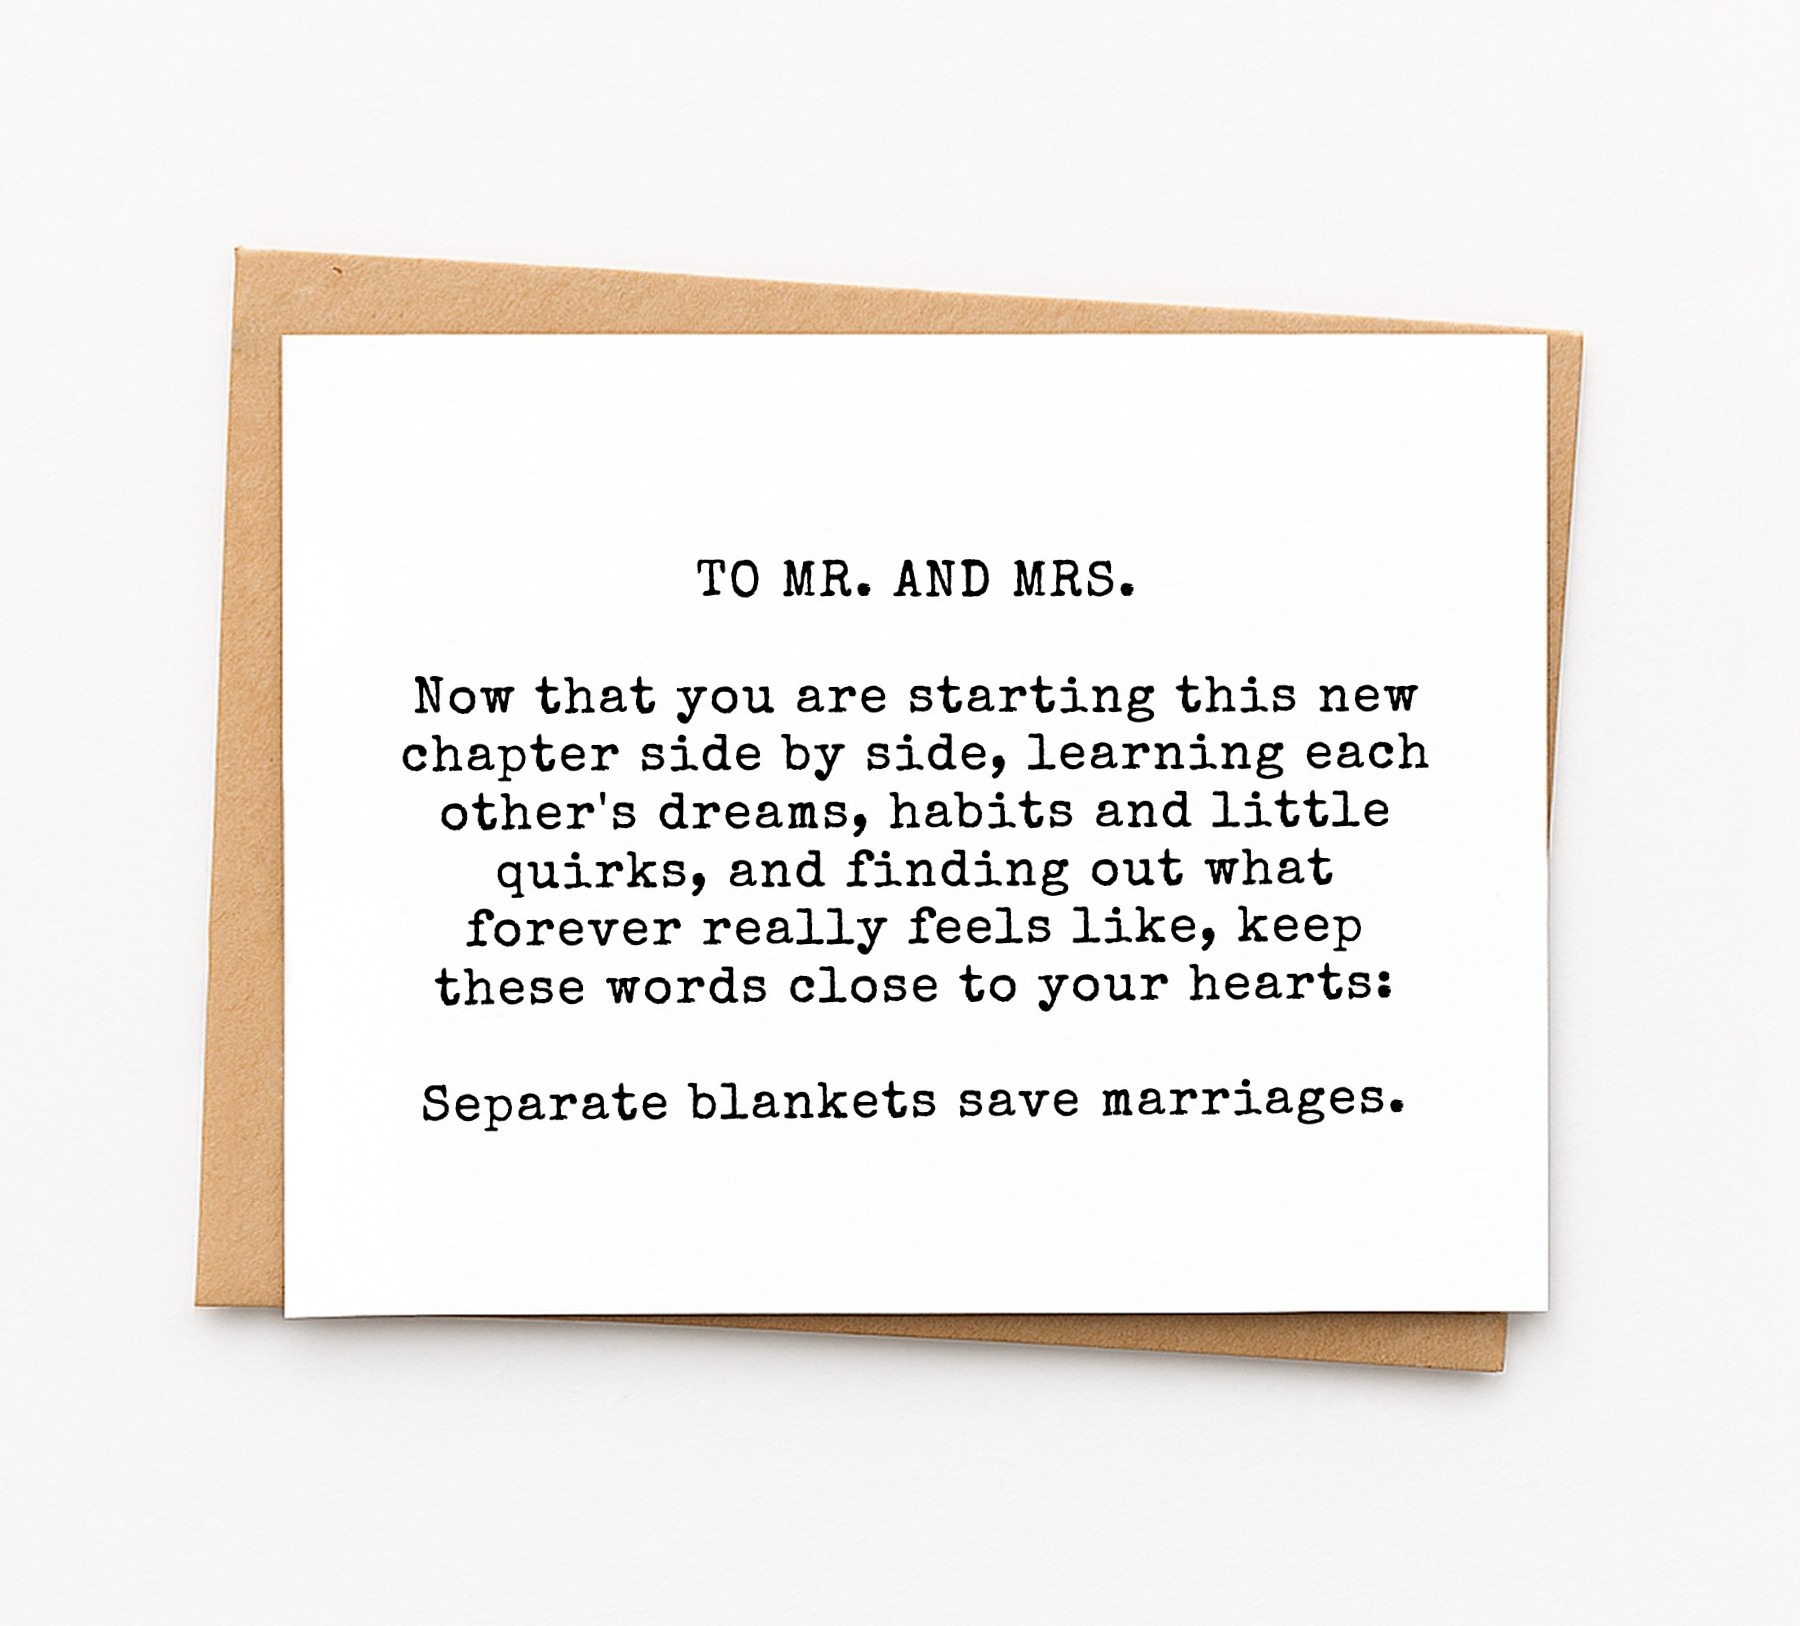 TO MR. AND MRS.
Now that you are starting this new
chapter side by side, learning each
other's dreams, habits and little
quirks, and finding out what
forever really feels like, keep
these words close to your hearts:
Separate blankets save marriages.